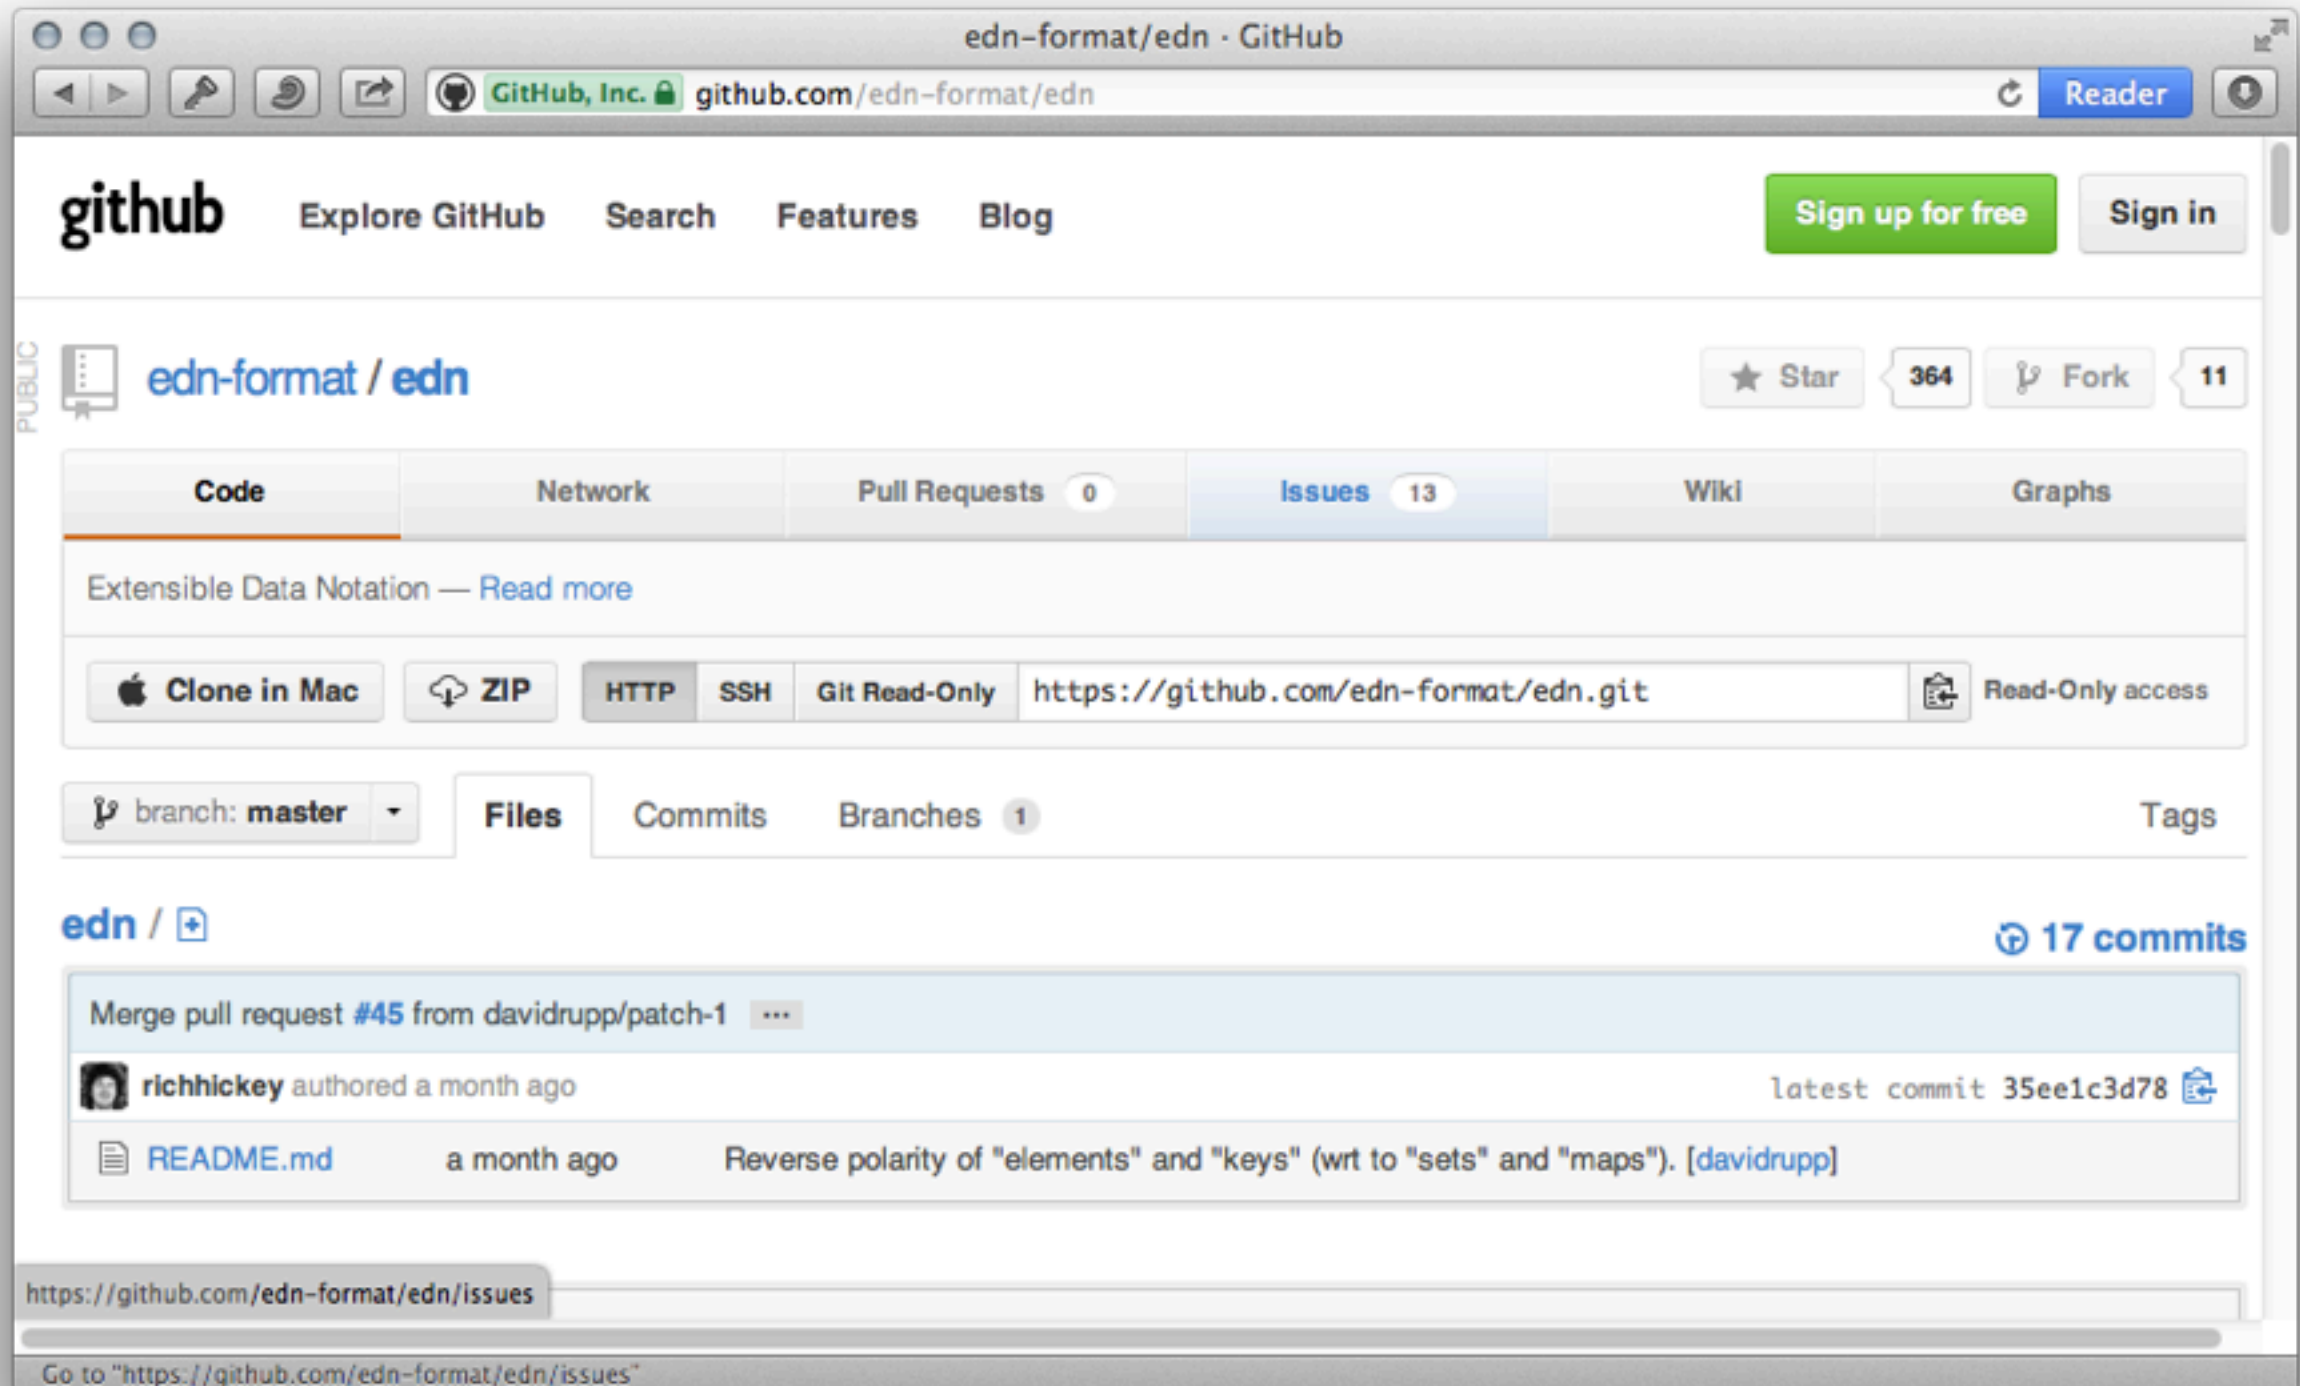 edn-format/edn · GitHub
GitHub, Inc. github.com/edn-format/edn Reader
github Explore GitHub Search Features Blog Sign up for free Sign in
PUBLIC
edn-format / edn Star 364 Fork 11
Code Network Pull Requests 0 Issues 13 Wiki Graphs
Extensible Data Notation — Read more
Clone in Mac ZIP HTTP SSH Git Read-Only https://github.com/edn-format/edn.git Read-Only access
branch: master Files Commits Branches 1 Tags
edn / 17 commits
Merge pull request #45 from davidrupp/patch-1 ...
richhickey authored a month ago latest commit 35ee1c3d78
README.md a month ago Reverse polarity of "elements" and "keys" (wrt to "sets" and "maps"). [davidrupp]
https://github.com/edn-format/edn/issues
Go to "https://github.com/edn-format/edn/issues"